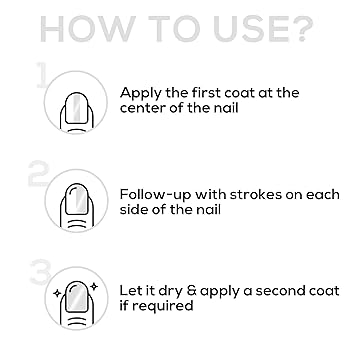 HOW TO USE?
1
Apply the first coat at the
center of the nail
2
Follow-up with strokes on each
side of the nail
3
Let it dry & apply a second coat
if required